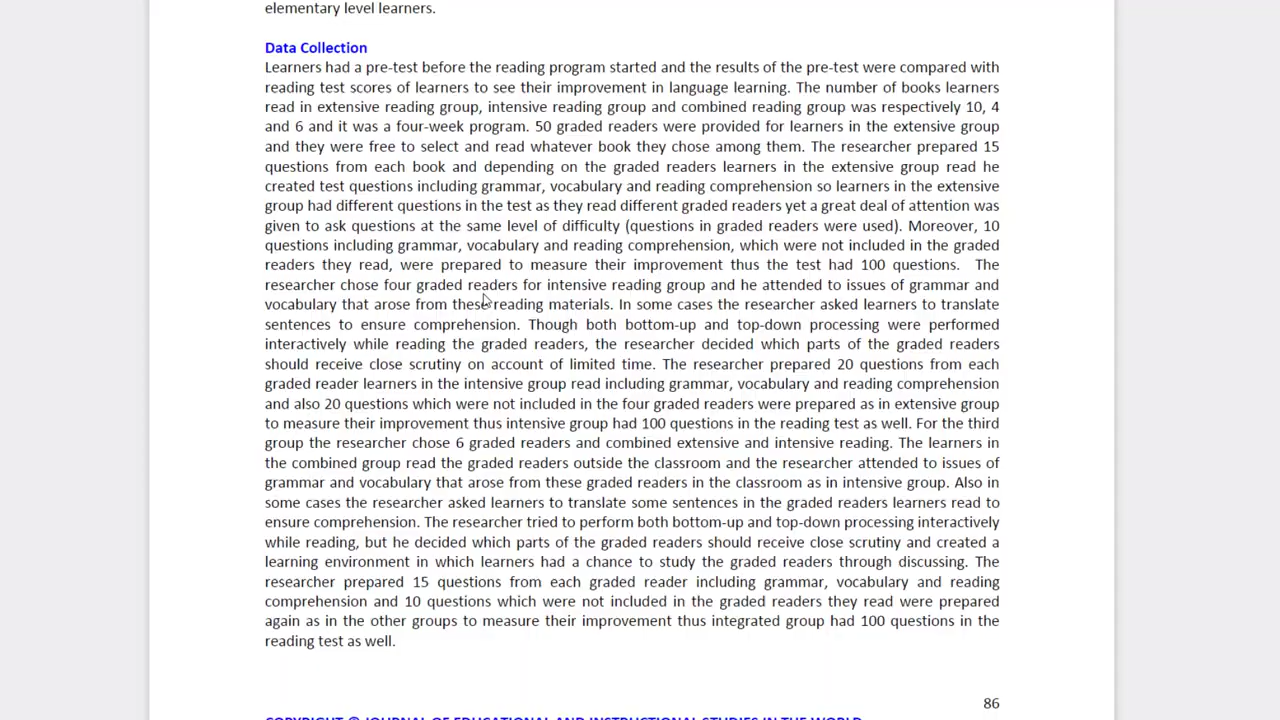 elementary level learners.
Data Collection
Learners had a pre-test before the reading program started and the results of the pre-test were compared with
reading test scores of learners to see their improvement in language learning. The number of books learners
read in extensive reading group, intensive reading group and combined reading group was respectively 10, 4
and 6 and it was a four-week program. 50 graded readers were provided for learners in the extensive group
and they were free to select and read whatever book they chose among them. The researcher prepared 15
questions from each book and depending on the graded readers learners in the extensive group read he
created test questions including grammar, vocabulary and reading comprehension so learners in the extensive
group had different questions in the test as they read different graded readers yet a great deal of attention was
given to ask questions at the same level of difficulty (questions in graded readers were used). Moreover, 10
questions including grammar, vocabulary and reading comprehension, which were not included in the graded
readers they read, were prepared to measure their improvement thus the test had 100 questions. The
researcher chose four graded readers for intensive reading group and he attended to issues of grammar and
vocabulary that arose from these reading materials. In some cases the researcher asked learners to translate
sentences to ensure comprehension. Though both bottom-up and top-down processing were performed
interactively while reading the graded readers, the researcher decided which parts of the graded readers
should receive close scrutiny on account of limited time. The researcher prepared 20 questions from each
graded reader learners in the intensive group read including grammar, vocabulary and reading comprehension
and also 20 questions which were not included in the four graded readers were prepared as in extensive group
to measure their improvement thus intensive group had 100 questions in the reading test as well. For the third
group the researcher chose 6 graded readers and combined extensive and intensive reading. The learners in
the combined group read the graded readers outside the classroom and the researcher attended to issues of
grammar and vocabulary that arose from these graded readers in the classroom as in intensive group. Also in
some cases the researcher asked learners to translate some sentences in the graded readers learners read to
ensure comprehension. The researcher tried to perform both bottom-up and top-down processing interactively
while reading, but he decided which parts of the graded readers should receive close scrutiny and created a
learning environment in which learners had a chance to study the graded readers through discussing. The
researcher prepared 15 questions from each graded reader including grammar, vocabulary and reading
comprehension and 10 questions which were not included in the graded readers they read were prepared
again as in the other groups to measure their improvement thus integrated group had 100 questions in the
reading test as well.
86
COPYRIGHT © JOURNAL OF EDUCATIONAL AND INSTRUCTIONAL STUDIES IN THE WORLD